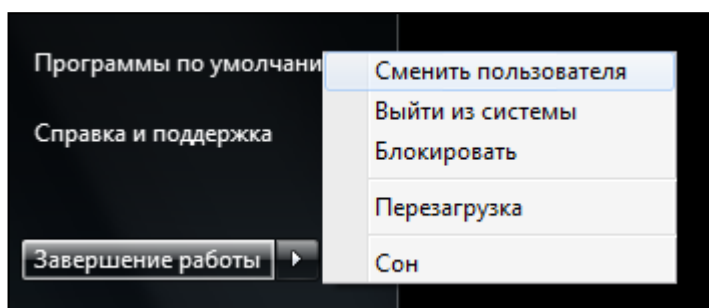 Программы по умолчани
Справка и поддержка
Завершение работы
Сменить пользователя
Выйти из системы
Блокировать
Перезагрузка
Сон